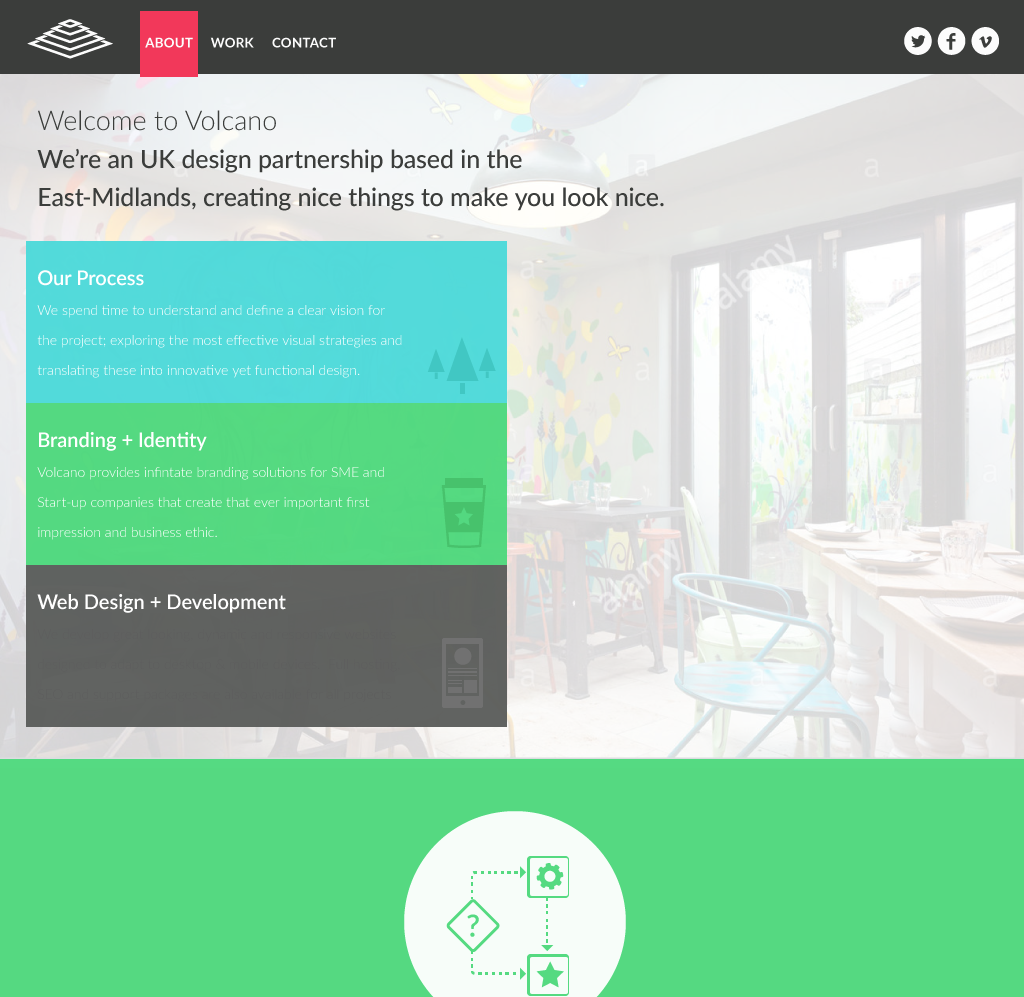 ABOUT WORK CONTACT
Welcome to Volcano
We're an UK design partnership based in the
East-Midlands, creating nice things to make you look nice.
Our Process
We spend time to understand and define a clear vision for
the project; exploring the most effective visual strategies and
translating these into innovative yet functional design.
Branding + Identity
Volcano provides infintate branding solutions for SME and
Start-up companies that create that ever important first
impression and business ethic.
Web Design + Development
alamy
alamy
a
a
a
a
a
a
a
a
?